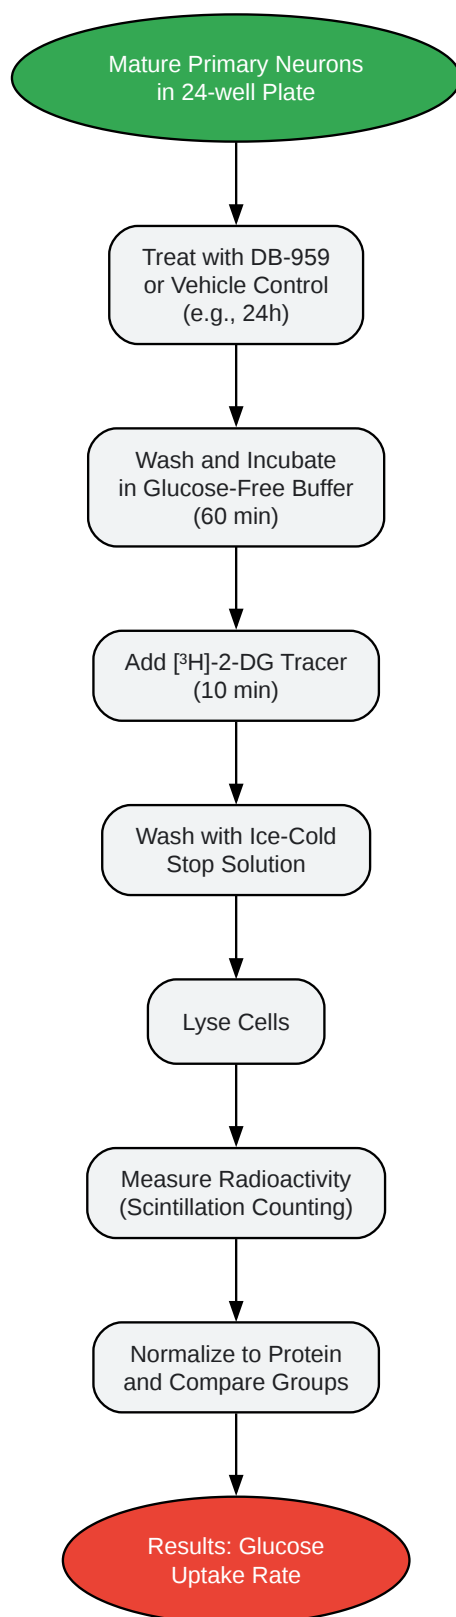 Mature Primary Neurons
in 24-well Plate
Treat with DB-959
or Vehicle Control
(e.g., 24h)
Wash and Incubate
in Glucose-Free Buffer
(60 min)
Add [³H]-2-DG Tracer
(10 min)
Wash with Ice-Cold
Stop Solution
Lyse Cells
Measure Radioactivity
(Scintillation Counting)
Normalize to Protein
and Compare Groups
Results: Glucose
Uptake Rate